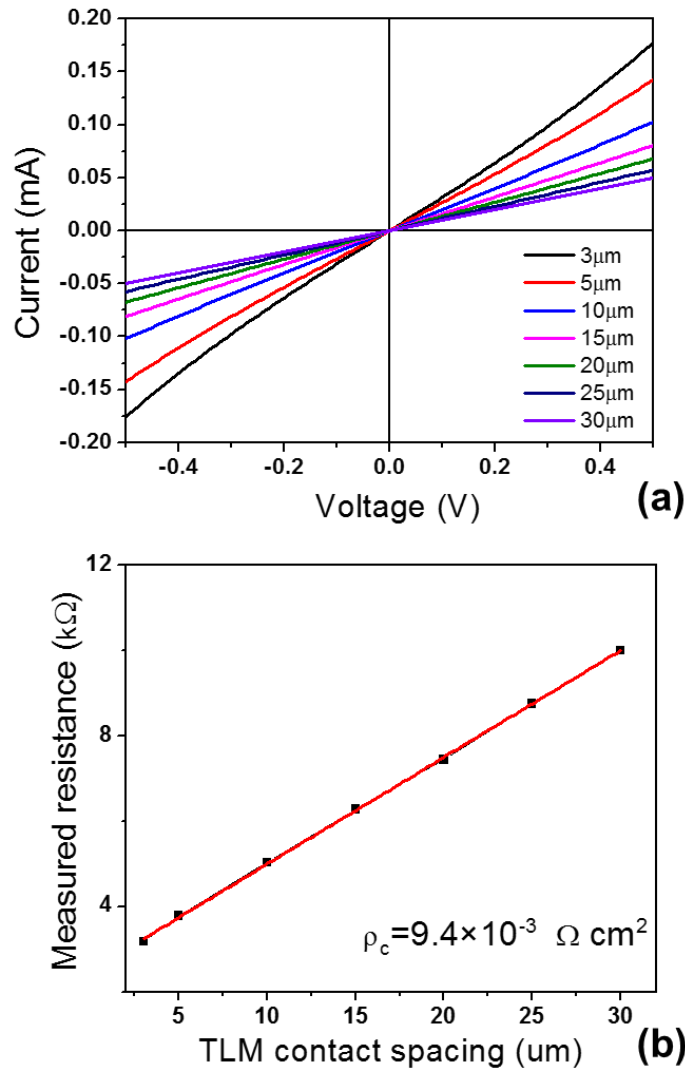 0.20
0.15
0.10
0.05
0.00
-0.05
-0.10
-0.15
-0.20
Current (mA)
3μm
5μm
10μm
15μm
20μm
25μm
30μm
-0.4 -0.2 0.0 0.2 0.4
Voltage (V)
(a)
12
8
4
Measured resistance (kΩ)
ρc=9.4×10⁻³ Ω cm²
5 10 15 20 25 30
TLM contact spacing (um)
(b)